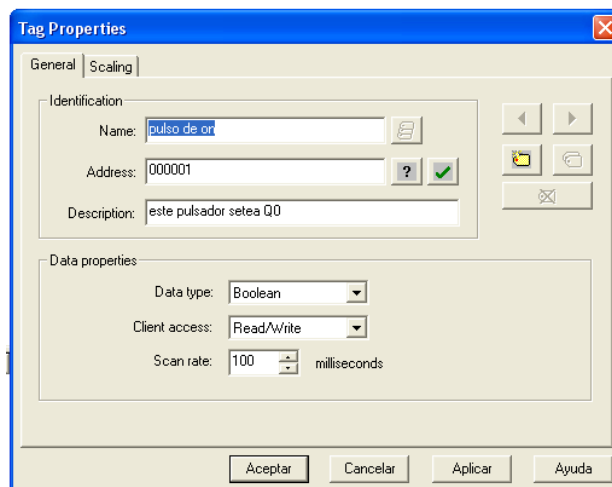 Tag Properties
General Scaling
Identification
Name: pulso de on
Address: 000001 ?
Description: este pulsador setea Q0
Data properties
Data type: Boolean
Client access: Read/Write
Scan rate: 100 milliseconds
Aceptar Cancelar Aplicar Ayuda